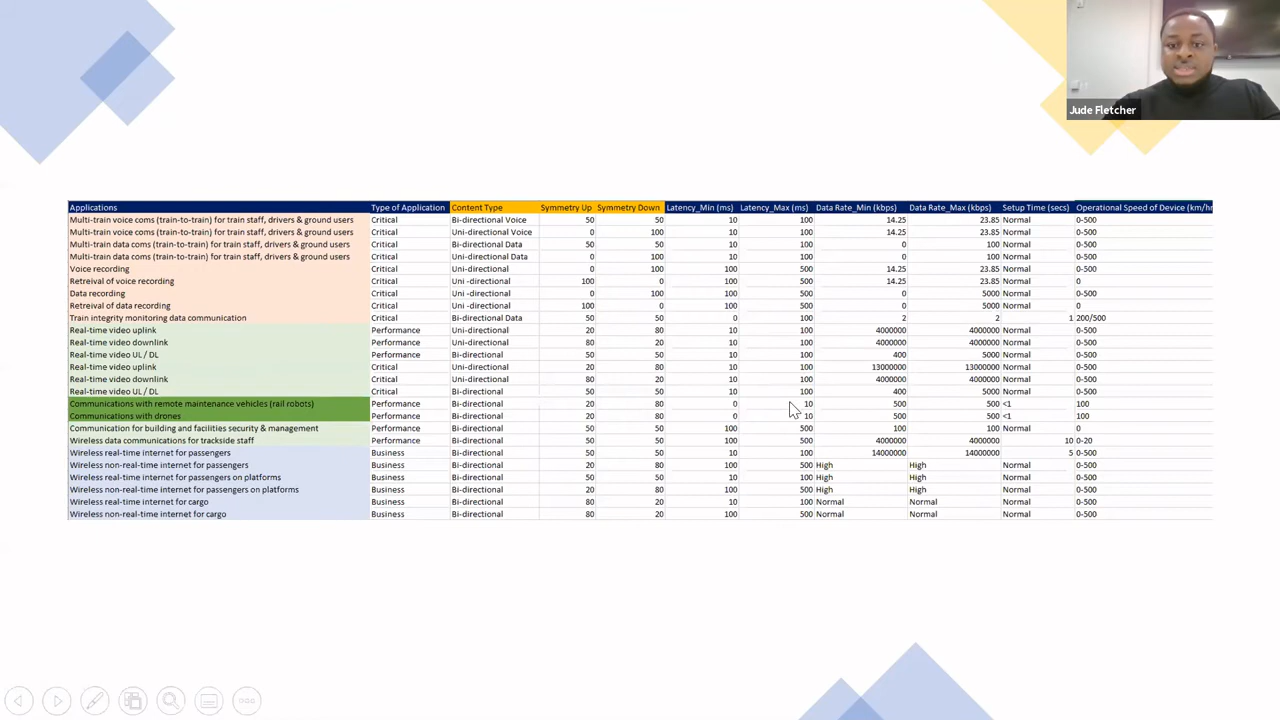 Jude Fletcher
Applications Type of Application Content Type Symmetry Up Symmetry Down Latency_Min (ms) Latency_Max (ms) Data Rate_Min (kbps) Data Rate_Max (kbps) Setup Time (secs) Operational Speed of Device (km/hr
Multi-train voice coms (train-to-train) for train staff, drivers & ground users Critical Bi-directional Voice 50 50 10 100 14.25 23.85 Normal 0-500
Multi-train voice coms (train-to-train) for train staff, drivers & ground users Critical Uni-directional Voice 0 100 10 100 14.25 23.85 Normal 0-500
Multi-train data coms (train-to-train) for train staff, drivers & ground users Critical Bi-directional Data 50 50 10 100 0 100 Normal 0-500
Multi-train data coms (train-to-train) for train staff, drivers & ground users Critical Uni-directional Data 0 100 10 100 0 100 Normal 0-500
Voice recording Critical Uni-directional 0 100 100 500 14.25 23.85 Normal 0-500
Retreival of voice recording Critical Uni -directional 100 0 100 500 14.25 23.85 Normal 0
Data recording Critical Uni -directional 0 100 100 500 0 5000 Normal 0-500
Retreival of data recording Critical Uni -directional 100 0 100 500 0 5000 Normal 0
Train integrity monitoring data communication Critical Bi-directional Data 50 50 0 100 2 2 1 200/500
Real-time video uplink Performance Uni-directional 20 80 10 100 4000000 4000000 Normal 0-500
Real-time video downlink Performance Uni-directional 80 20 10 100 4000000 4000000 Normal 0-500
Real-time video UL / DL Performance Bi-directional 50 50 10 100 400 5000 Normal 0-500
Real-time video uplink Critical Uni-directional 20 80 10 100 13000000 13000000 Normal 0-500
Real-time video downlink Critical Uni-directional 80 20 10 100 4000000 4000000 Normal 0-500
Real-time video UL / DL Critical Bi-directional 50 50 10 100 400 5000 Normal 0-500
Communications with remote maintenance vehicles (rail robots) Performance Bi-directional 20 80 0 10 500 500 <1 100
Communications with drones Performance Bi-directional 20 80 0 10 500 500 <1 100
Communication for building and facilities security & management Performance Bi-directional 50 50 100 500 100 100 Normal 0
Wireless data communications for trackside staff Performance Bi-directional 50 50 100 500 4000000 4000000 10 0-20
Wireless real-time internet for passengers Business Bi-directional 50 50 10 100 14000000 14000000 5 0-500
Wireless non-real-time internet for passengers Business Bi-directional 20 80 100 500 High High Normal 0-500
Wireless real-time internet for passengers on platforms Business Bi-directional 50 50 10 100 High High Normal 0-500
Wireless non-real-time internet for passengers on platforms Business Bi-directional 20 80 100 500 High High Normal 0-500
Wireless real-time internet for cargo Business Bi-directional 80 20 10 100 Normal Normal Normal 0-500
Wireless non-real-time internet for cargo Business Bi-directional 80 20 100 500 Normal Normal Normal 0-500